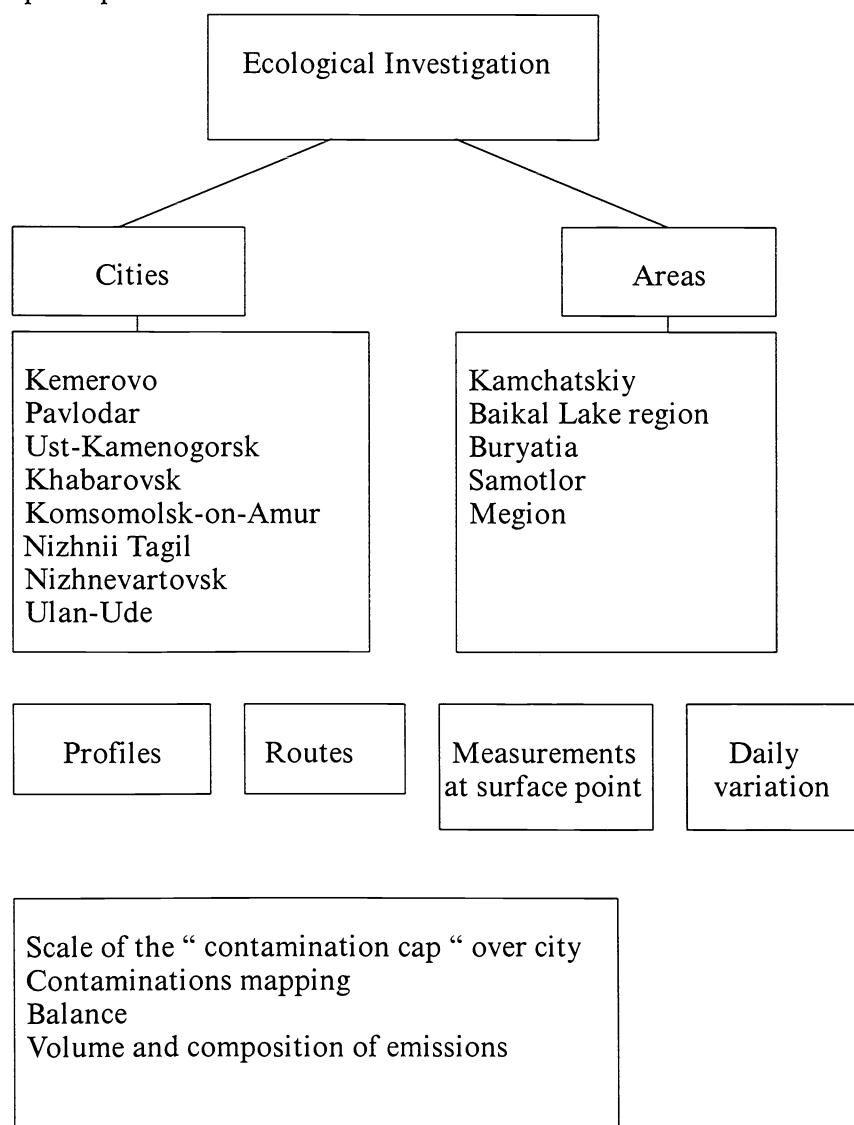 Ecological Investigation
Cities
Areas
Kemerovo
Pavlodar
Ust-Kamenogorsk
Khabarovsk
Komsomolsk-on-Amur
Nizhnii Tagil
Nizhnevartovsk
Ulan-Ude
Kamchatskiy
Baikal Lake region
Buryatia
Samotlor
Megion
Profiles
Routes
Measurements
at surface point
Daily
variation
Scale of the “ contamination cap “ over city
Contaminations mapping
Balance
Volume and composition of emissions